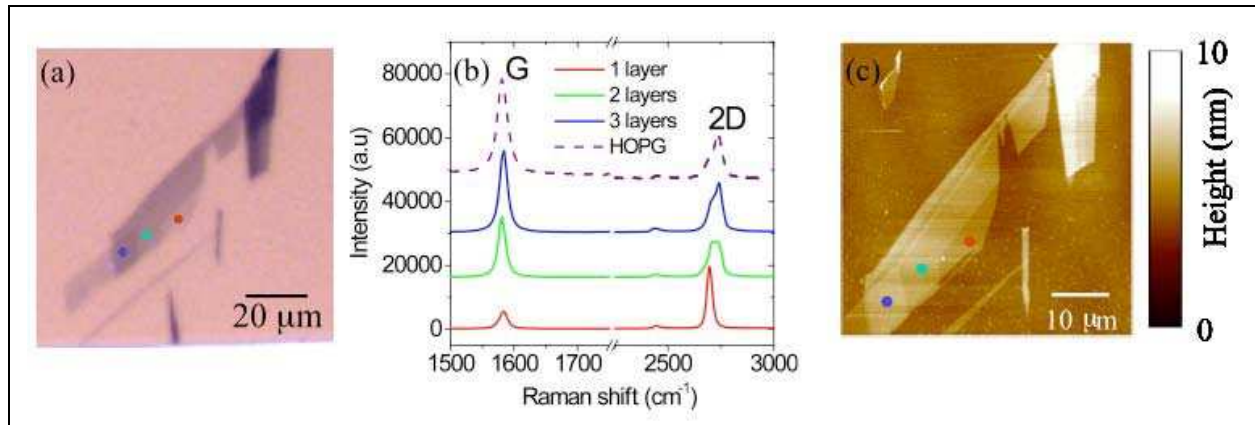 (a)
20 μm
(b)
G
2D
1 layer
2 layers
3 layers
HOPG
80000
60000
40000
20000
0
Intensity (a.u)
1500 1600 1700 2500 3000
Raman shift (cm⁻¹)
(c)
10 μm
10
0
Height (nm)